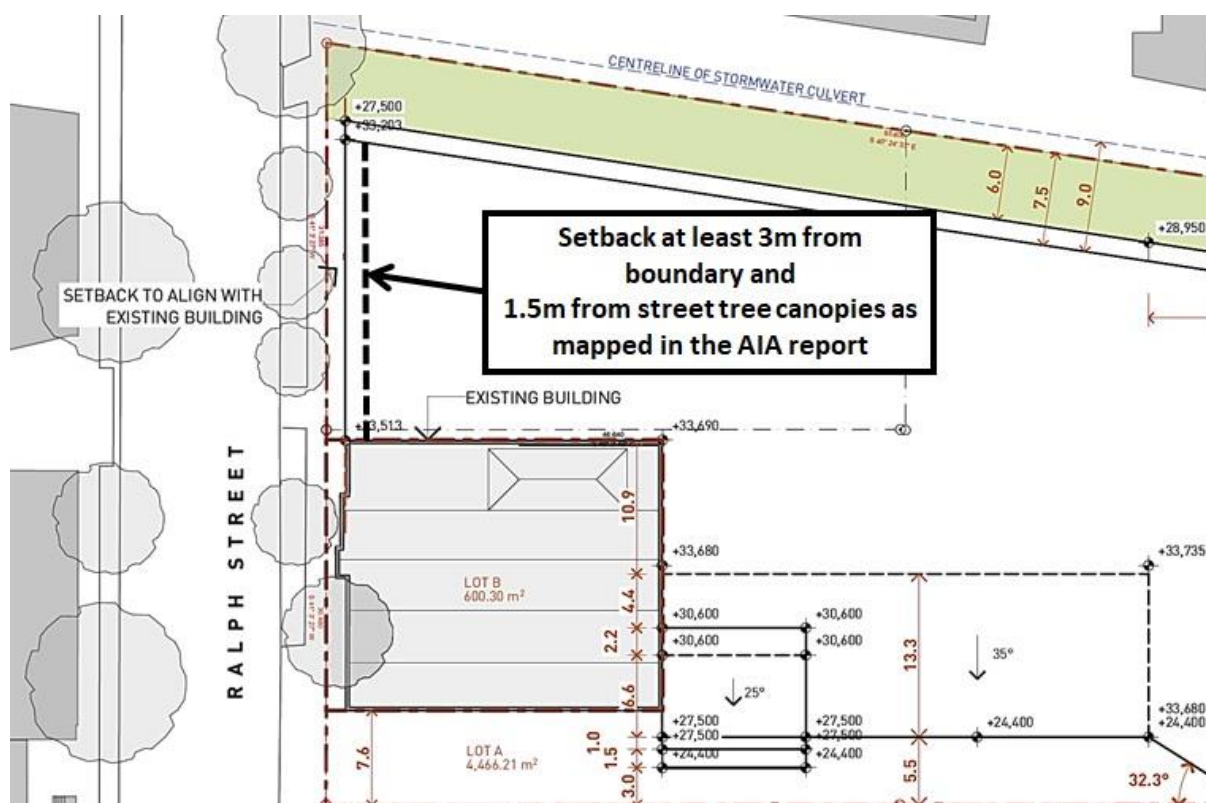 CENTRELINE OF STORMWATER CULVERT
+27,500
+33,203
6.0
7.5
9.0
+28,950
Setback at least 3m from
boundary and
1.5m from street tree canopies as
mapped in the AIA report
SETBACK TO ALIGN WITH
EXISTING BUILDING
EXISTING BUILDING
+33,690
RALPH STREET
10.9
+33,680
+33,735
LOT B
600.30 m²
4.4
+30,600
+30,600
2.2
+30,600
+30,600
13.3
35°
6.6
25°
+33,680
+24,400
+27,500
+27,500
+24,400
+27,500
+27,500
+24,400
+24,400
7.6
LOT A
4,466.21 m²
1.0
1.5
3.0
5.5
32.3°